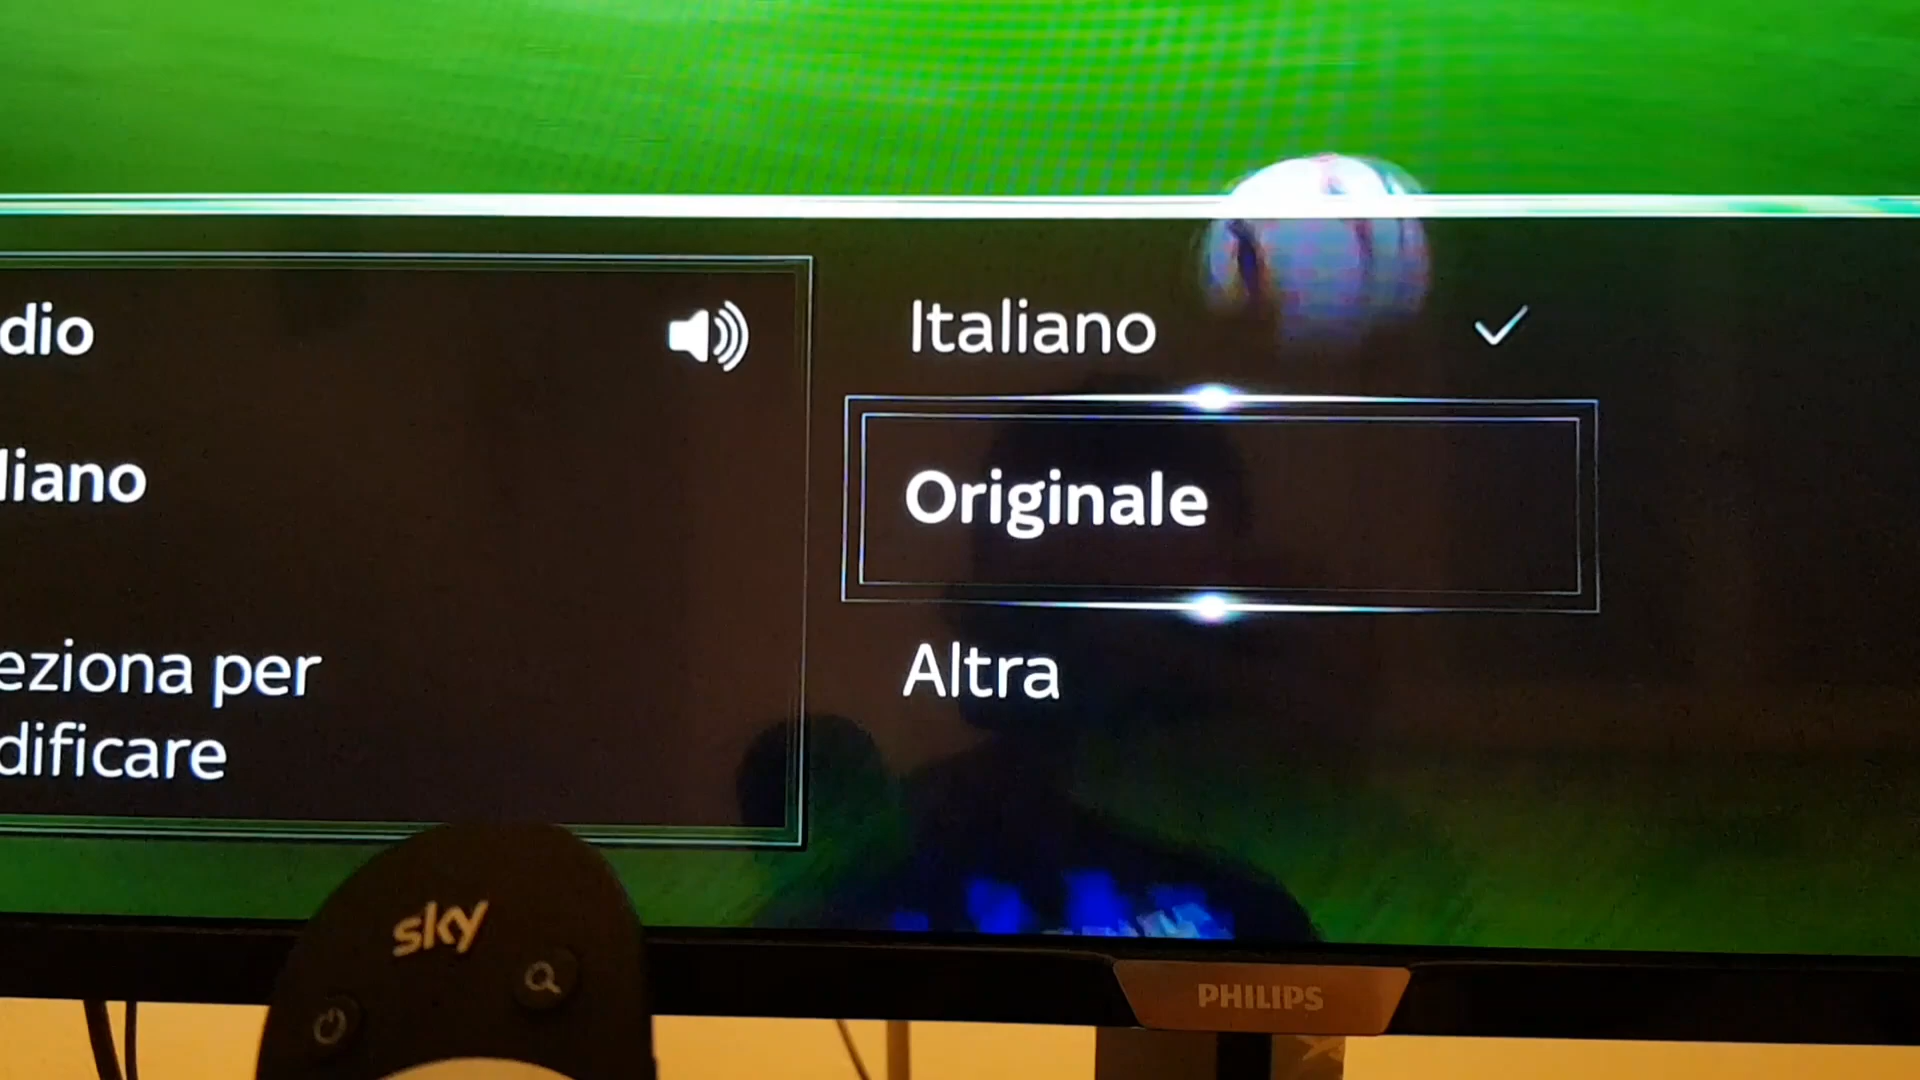 dio
Italiano
liano
Originale
eziona per
Altra
dificare
sky
PHILIPS